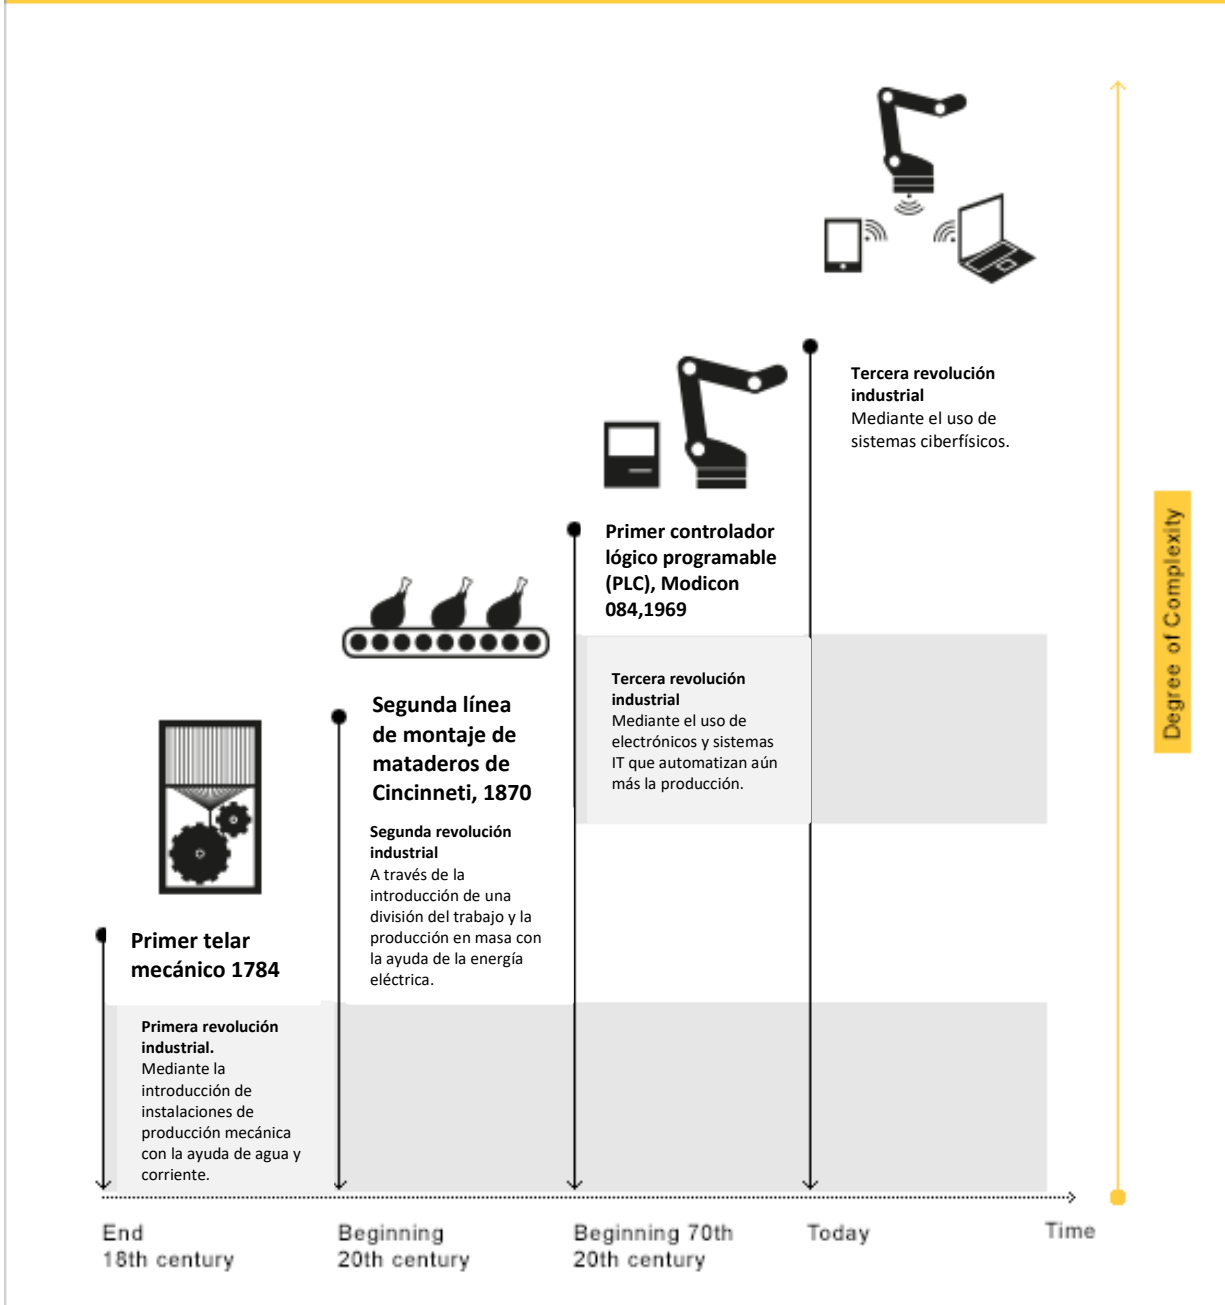 Tercera revolución
industrial
Mediante el uso de
sistemas ciberfísicos.
Primer controlador
lógico programable
(PLC), Modicon
084,1969
Tercera revolución
industrial
Mediante el uso de
electrónicos y sistemas
IT que automatizan aún
más la producción.
Segunda línea
de montaje de
mataderos de
Cincinneti, 1870
Segunda revolución
industrial
A través de la
introducción de una
división del trabajo y la
producción en masa con
la ayuda de la energía
eléctrica.
Primer telar
mecánico 1784
Primera revolución
industrial.
Mediante la
introducción de
instalaciones de
producción mecánica
con la ayuda de agua y
corriente.
Degree of Complexity
End
18th century
Beginning
20th century
Beginning 70th
20th century
Today
Time